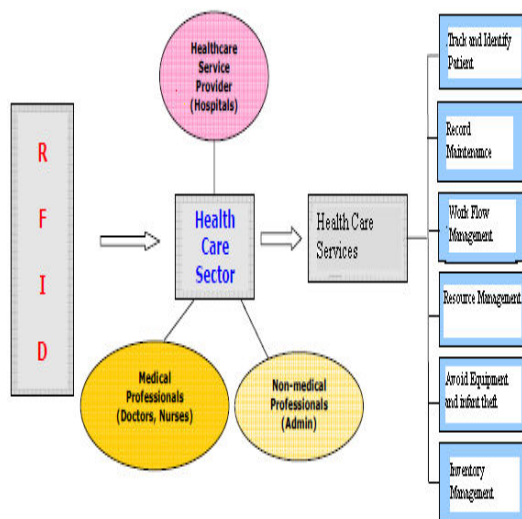 R
F
I
D
Healthcare
Service
Provider
(Hospitals)
Health
Care
Sector
Medical
Professionals
(Doctors, Nurses)
Non-medical
Professionals
(Admin)
Health Care
Services
Track and Identify
Patient
Record
Maintenance
Work Flow
Management
Resource Management
Avoid Equipment
and infant theft
Inventory
Management